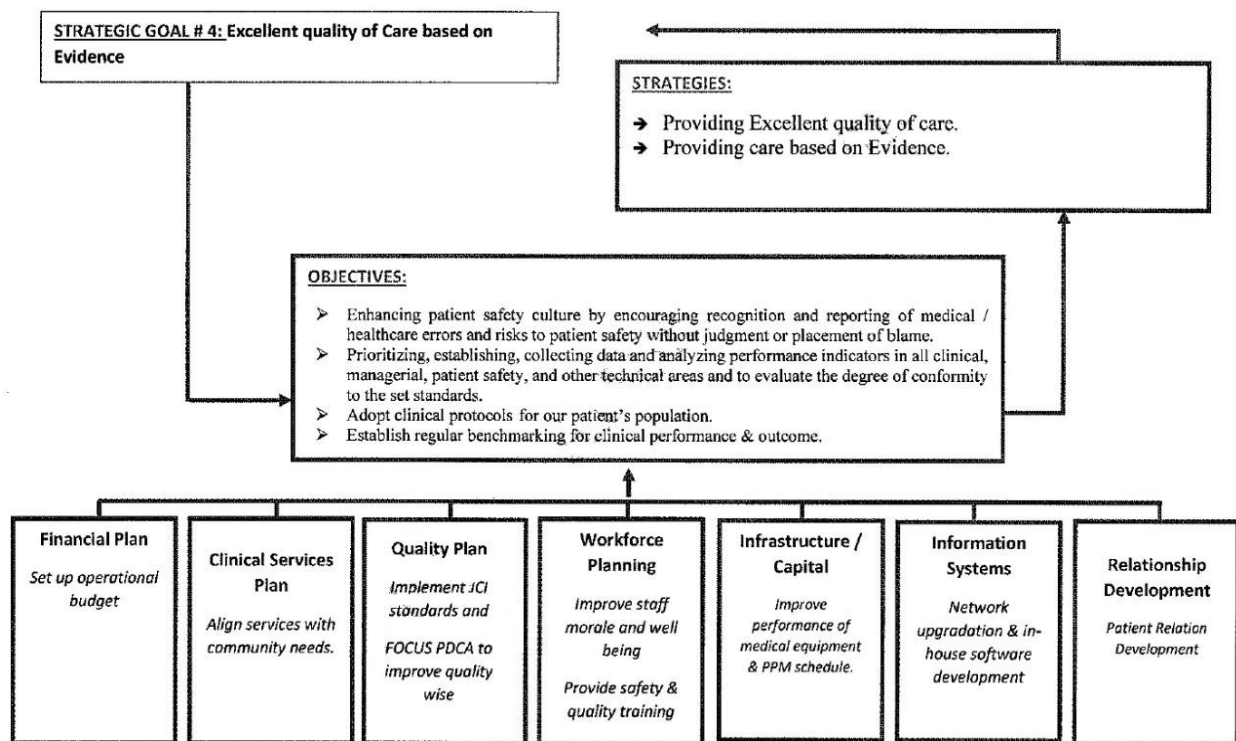 STRATEGIC GOAL # 4: Excellent quality of Care based on
Evidence
STRATEGIES:
➔ Providing Excellent quality of care.
➔ Providing care based on Evidence.
OBJECTIVES:
➢ Enhancing patient safety culture by encouraging recognition and reporting of medical /
healthcare errors and risks to patient safety without judgment or placement of blame.
➢ Prioritizing, establishing, collecting data and analyzing performance indicators in all clinical,
managerial, patient safety, and other technical areas and to evaluate the degree of conformity
to the set standards.
➢ Adopt clinical protocols for our patient's population.
➢ Establish regular benchmarking for clinical performance & outcome.
Financial Plan
Set up operational
budget
Clinical Services
Plan
Align services with
community needs.
Quality Plan
Implement JCI
standards and
FOCUS PDCA to
improve quality
wise
Workforce
Planning
Improve staff
morale and well
being
Provide safety &
quality training
Infrastructure /
Capital
Improve
performance of
medical equipment
& PPM schedule.
Information
Systems
Network
upgradation & in-
house software
development
Relationship
Development
Patient Relation
Development